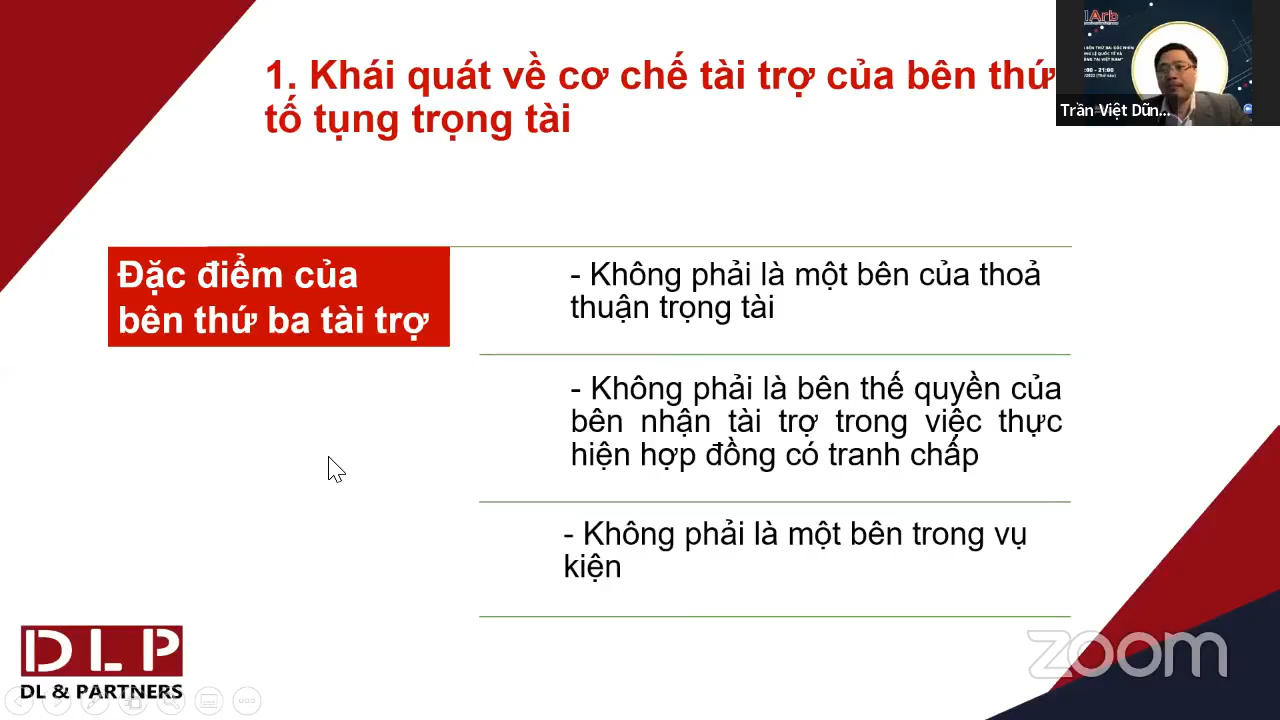 1. Khái quát về cơ chế tài trợ của bên thứ
tố tụng trọng tài
Arb
Trần Việt Dũn...
Đặc điểm của
bên thứ ba tài trợ
- Không phải là một bên của thoả
thuận trọng tài
- Không phải là bên thế quyền của
bên nhận tài trợ trong việc thực
hiện hợp đồng có tranh chấp
- Không phải là một bên trong vụ
kiện
DLP
DL & PARTNERS
zoom